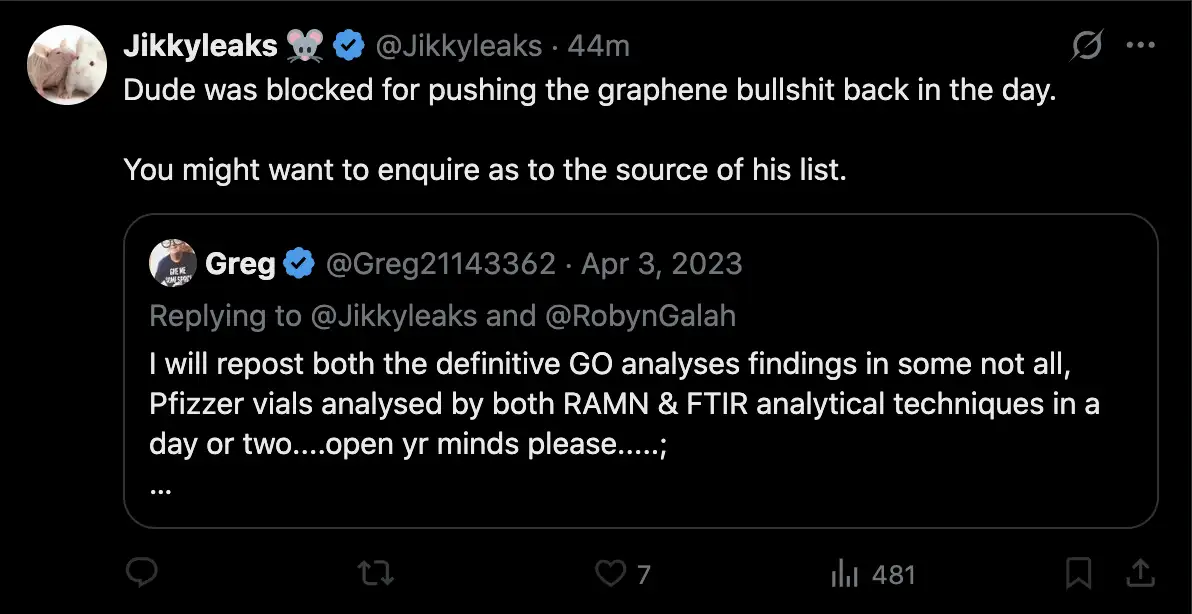 Jikkyleaks 🐭 @Jikkyleaks · 44m
Dude was blocked for pushing the graphene bullshit back in the day.
You might want to enquire as to the source of his list.
Greg @Greg21143362 · Apr 3, 2023
Replying to @Jikkyleaks and @RobynGalah
I will repost both the definitive GO analyses findings in some not all,
Pfizzer vials analysed by both RAMN & FTIR analytical techniques in a
day or two....open yr minds please.....;
...
7
481